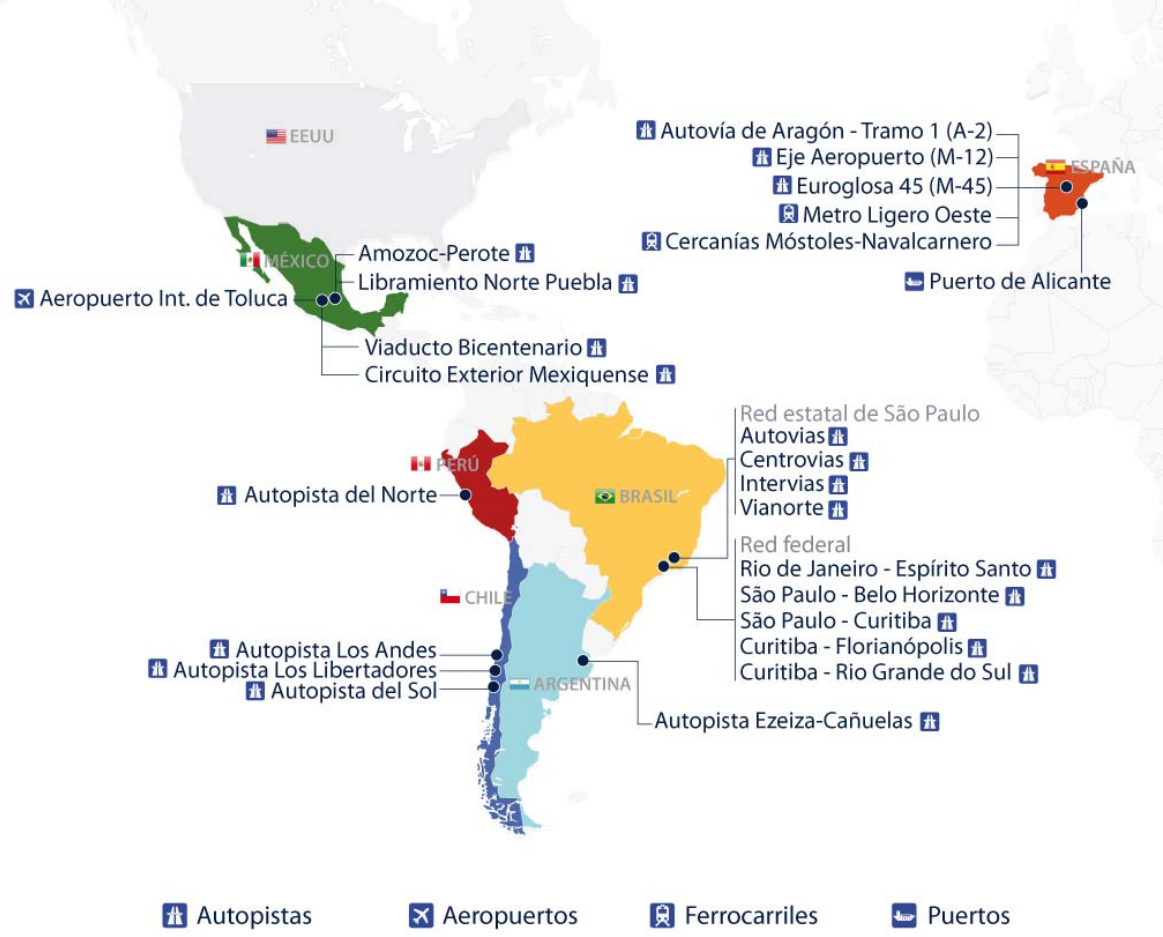 EEUU
Autovía de Aragón - Tramo 1 (A-2)
Eje Aeropuerto (M-12)
ESPAÑA
Euroglosa 45 (M-45)
Metro Ligero Oeste
Cercanías Móstoles-Navalcarnero
Puerto de Alicante
MÉXICO
Amozoc-Perote
Libramiento Norte Puebla
Aeropuerto Int. de Toluca
Viaducto Bicentenario
Circuito Exterior Mexiquense
Red estatal de São Paulo
Autovias
Centrovias
Intervias
Vianorte
PERÚ
Autopista del Norte
BRASIL
Red federal
Rio de Janeiro - Espírito Santo
São Paulo - Belo Horizonte
São Paulo - Curitiba
Curitiba - Florianópolis
Curitiba - Rio Grande do Sul
CHILE
Autopista Los Andes
Autopista Los Libertadores
Autopista del Sol
ARGENTINA
Autopista Ezeiza-Cañuelas
Autopistas
Aeropuertos
Ferrocarriles
Puertos